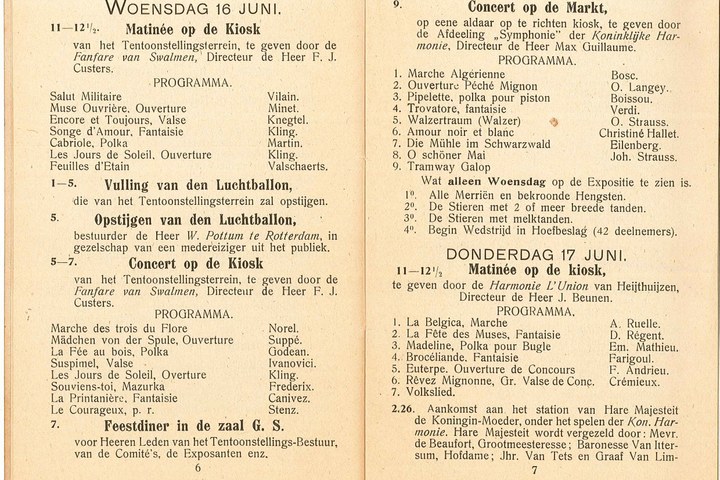 WOENSDAG 16 JUNI.
11—12½. Matinée op de Kiosk
van het Tentoonstellingsterrein, te geven door de
Fanfare van Swalmen, Directeur de Heer F. J.
Custers.
PROGRAMMA.
Salut Militaire Vilain.
Muse Ouvrière, Ouverture Minet.
Encore et Toujours, Valse Knegtel.
Songe d'Amour, Fantaisie Kling.
Cabriole, Polka Martin.
Les Jours de Soleil, Ouverture Kling.
Feuilles d'Etain Valschaerts.
1—5. Vulling van den Luchtballon,
die van het Tentoonstellingsterrein zal opstijgen.
5. Opstijgen van den Luchtballon,
bestuurder de Heer W. Pottum te Rotterdam, in
gezelschap van een medereiziger uit het publiek.
5—7. Concert op de Kiosk
van het Tentoonstellingsterrein, te geven door de
Fanfare van Swalmen, Directeur de Heer F. J.
Custers.
PROGRAMMA.
Marche des trois du Flore Norel.
Mädchen von der Spule, Ouverture Suppé.
La Fée au bois, Polka Godean.
Suspimel, Valse Ivanovici.
Les Jours de Soleil, Overture Kling.
Souviens-toi, Mazurka Frederix.
La Printanière, Fantaisie Canivez.
Le Courageux, p. r. Stenz.
7. Feestdiner in de zaal G. S.
voor Heeren Leden van het Tentoonstellings-Bestuur,
van de Comité's, de Exposanten enz.
6
9. Concert op de Markt,
op eene aldaar op te richten kiosk, te geven door
de Afdeeling „Symphonie" der Koninklijke Har-
monie, Directeur de Heer Max Guillaume.
PROGRAMMA.
1. Marche Algérienne Bosc.
2. Ouverture Péché Mignon O. Langey.
3. Pipelette, polka pour piston Boissou.
4. Trovatore, fantaisie Verdi.
5. Walzertraum (Walzer) O. Strauss.
6. Amour noir et blanc Christiné Hallet.
7. Die Mühle im Schwarzwald Eilenberg.
8. O schöner Mai Joh. Strauss.
9. Tramway Galop
Wat alleen Woensdag op de Expositie te zien is.
1⁰. Alle Merriën en bekroonde Hengsten.
2⁰. De Stieren met 2 of meer breede tanden.
3⁰. De Stieren met melktanden.
4⁰. Begin Wedstrijd in Hoefbeslag (42 deelnemers).
DONDERDAG 17 JUNI.
11—12½ Matinée op de kiosk,
te geven door de Harmonie L'Union van Heijthuijzen,
Directeur de Heer J. Beunen.
PROGRAMMA.
1. La Belgica, Marche A. Ruelle.
2. La Fête des Muses, Fantaisie D. Régent.
3. Madeline, Polka pour Bugle Em. Mathieu.
4. Brocéliande. Fantaisie Farigoul.
5. Euterpe. Ouverture de Concours F. Andrieu.
6. Rêvez Mignonne, Gr. Valse de Conç. Crémieux.
7. Volkslied.
2.26. Aankomst aan het station van Hare Majesteit
de Koningin-Moeder, onder het spelen der Kon. Har-
monie. Hare Majesteit wordt vergezeld door: Mevr.
de Beaufort, Grootmeesteresse; Baronesse Van Itter-
sum, Hofdame; Jhr. Van Tets en Graaf Van Lim-
7